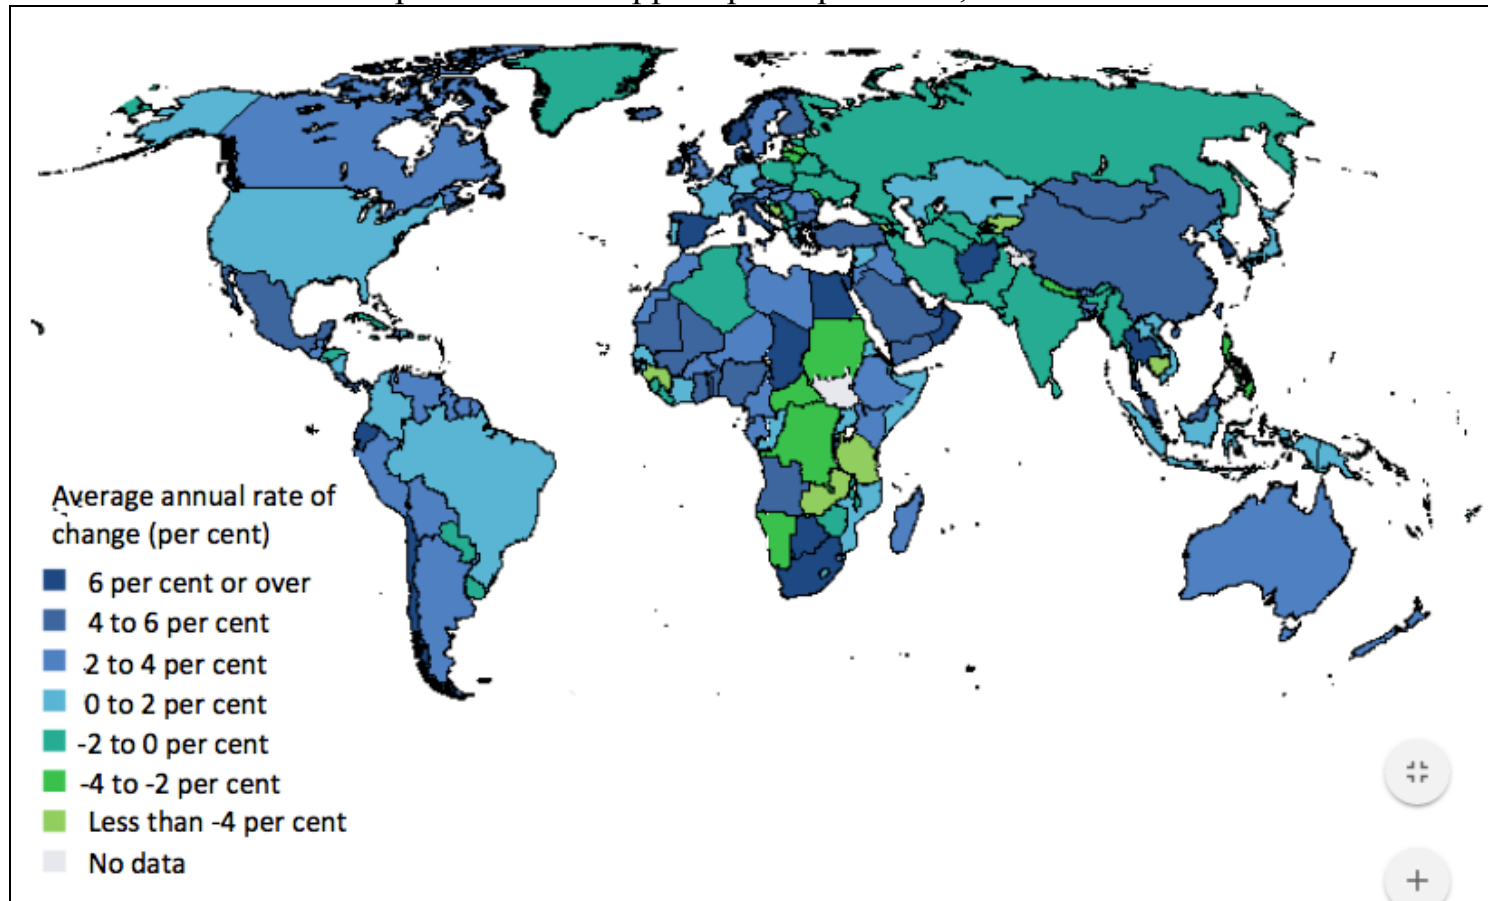 Average annual rate of
change (per cent)
6 per cent or over
4 to 6 per cent
2 to 4 per cent
0 to 2 per cent
-2 to 0 per cent
-4 to -2 per cent
Less than -4 per cent
No data
+